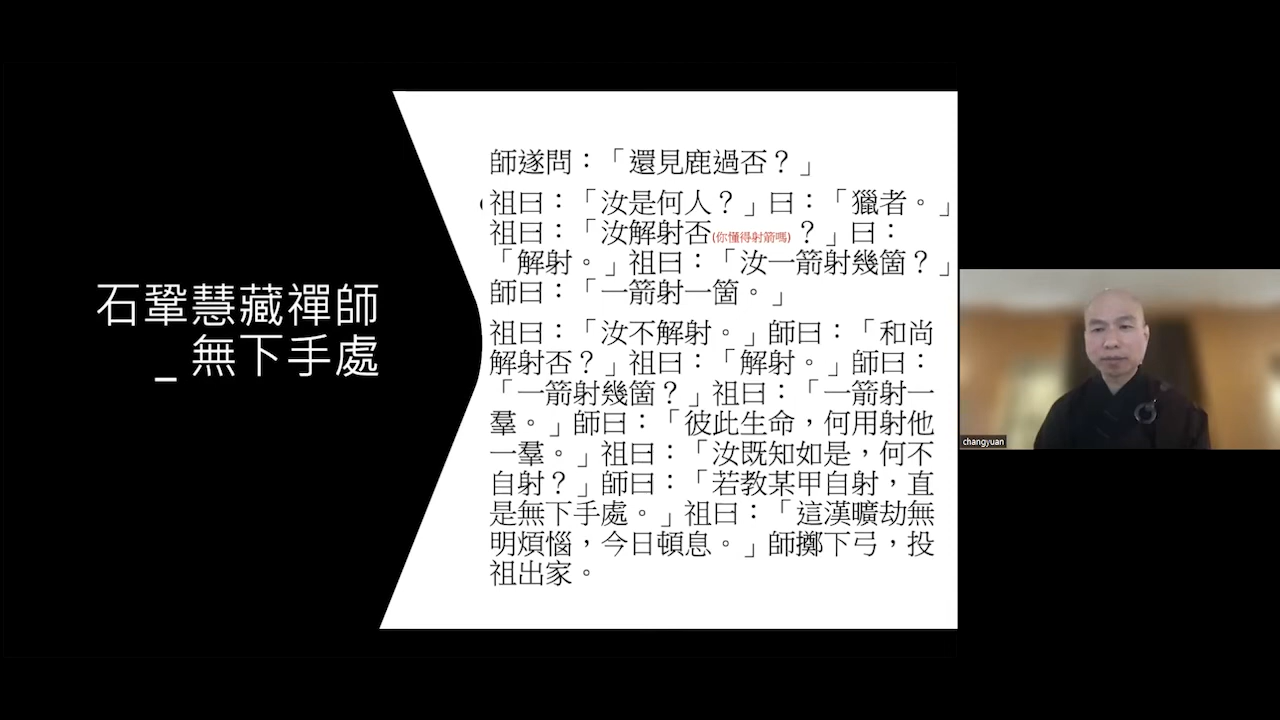 石鞏慧藏禪師
_ 無下手處
師遂問：「還見鹿過否？」
祖曰：「汝是何人？」曰：「獵者。」
祖曰：「汝解射否(你懂得射箭嗎)？」曰：
「解射。」祖曰：「汝一箭射幾箇？」
師曰：「一箭射一箇。」
祖曰：「汝不解射。」師曰：「和尚
解射否？」祖曰：「解射。」師曰：
「一箭射幾箇？」祖曰：「一箭射一
羣。」師曰：「彼此生命，何用射他
一羣。」祖曰：「汝既知如是，何不
自射？」師曰：「若教某甲自射，直
是無下手處。」祖曰：「這漢曠劫無
明煩惱，今日頓息。」師擲下弓，投
祖出家。
changyuan